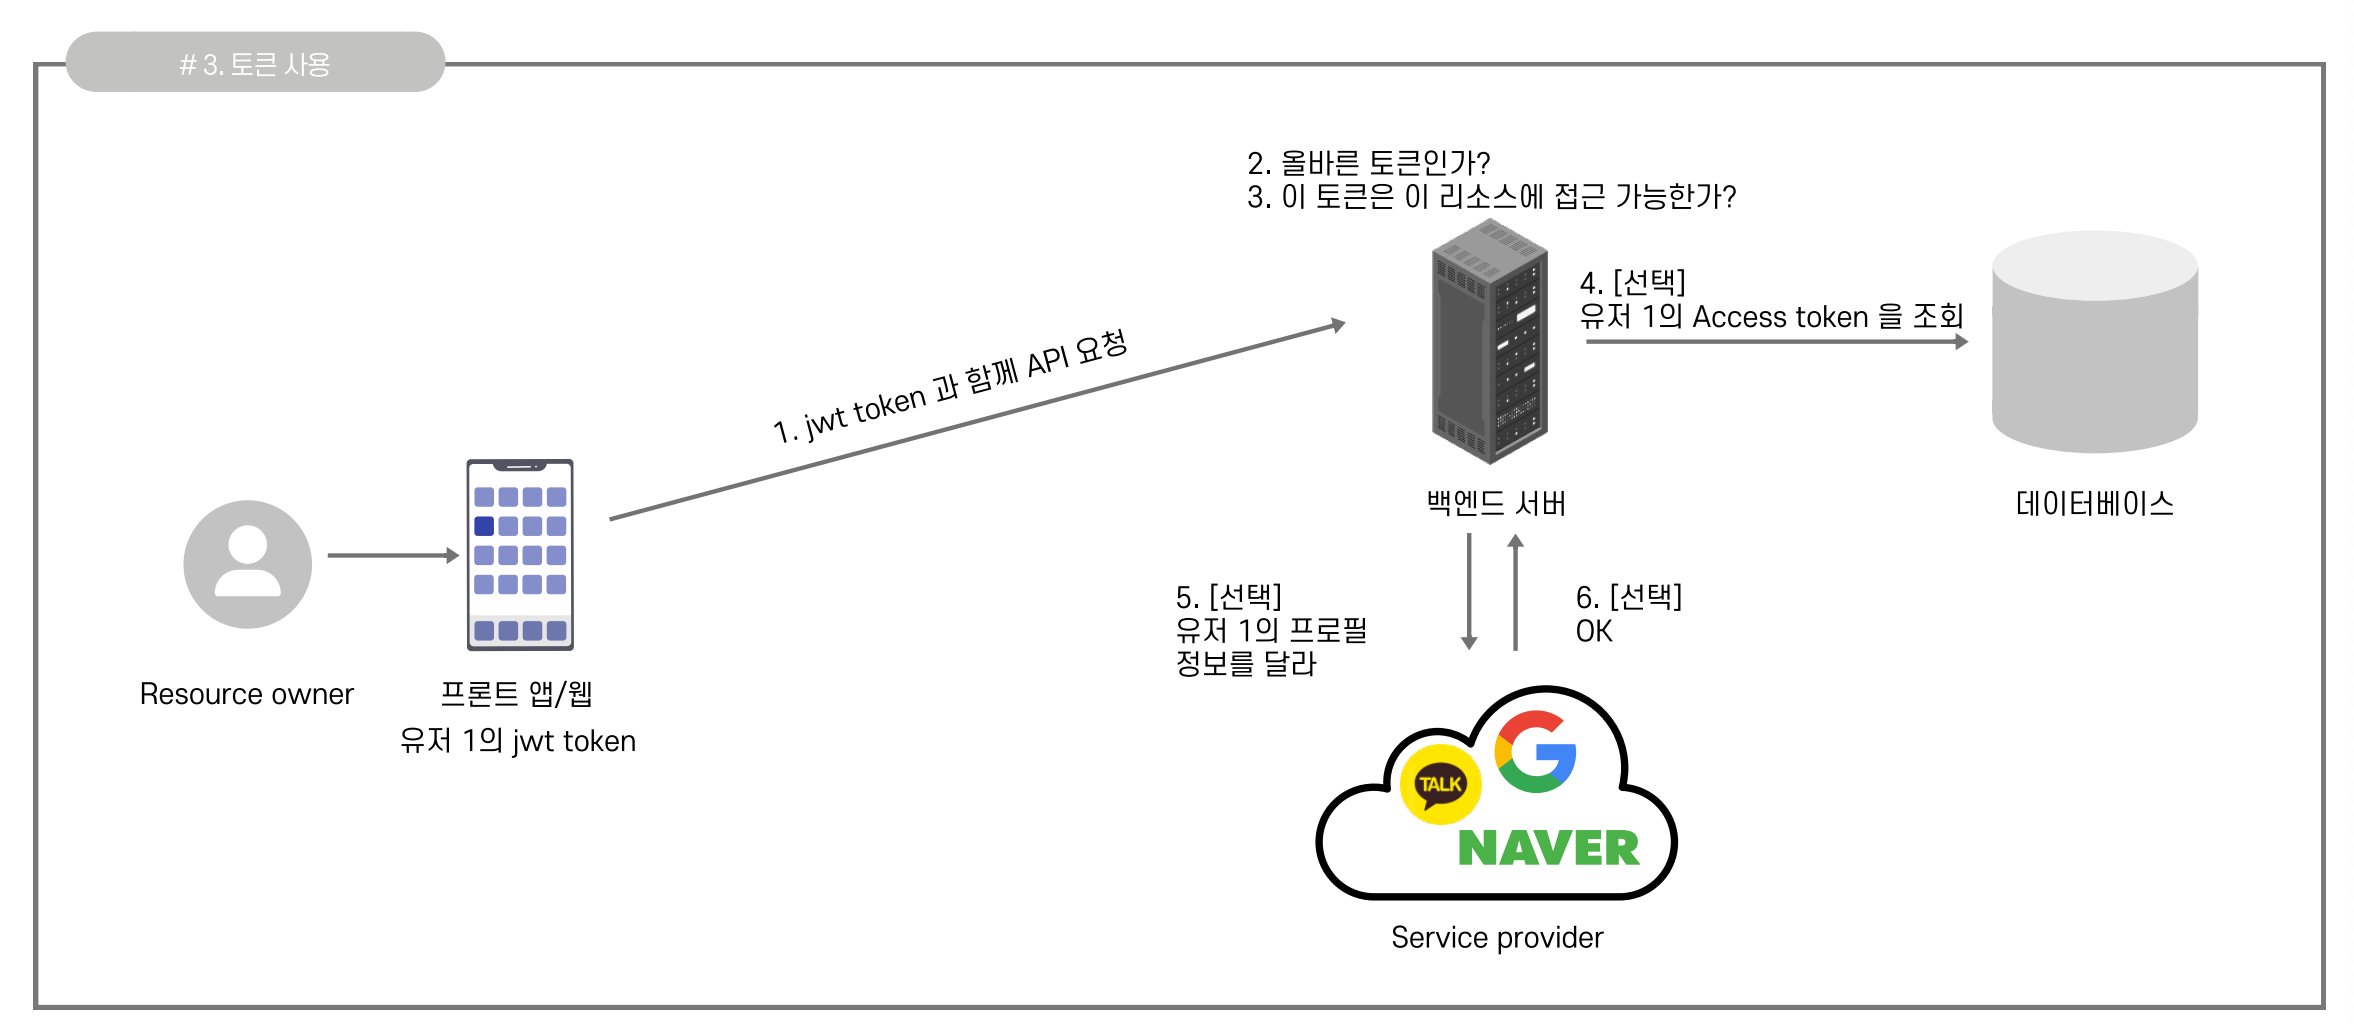 # 3. 토큰 사용
2. 올바른 토큰인가?
3. 이 토큰은 이 리소스에 접근 가능한가?
4. [선택]
유저 1의 Access token 을 조회
1. jwt token 과 함께 API 요청
백엔드 서버
데이터베이스
5. [선택]
유저 1의 프로필
정보를 달라
6. [선택]
OK
Resource owner
프론트 앱/웹
유저 1의 jwt token
TALK
G
NAVER
Service provider